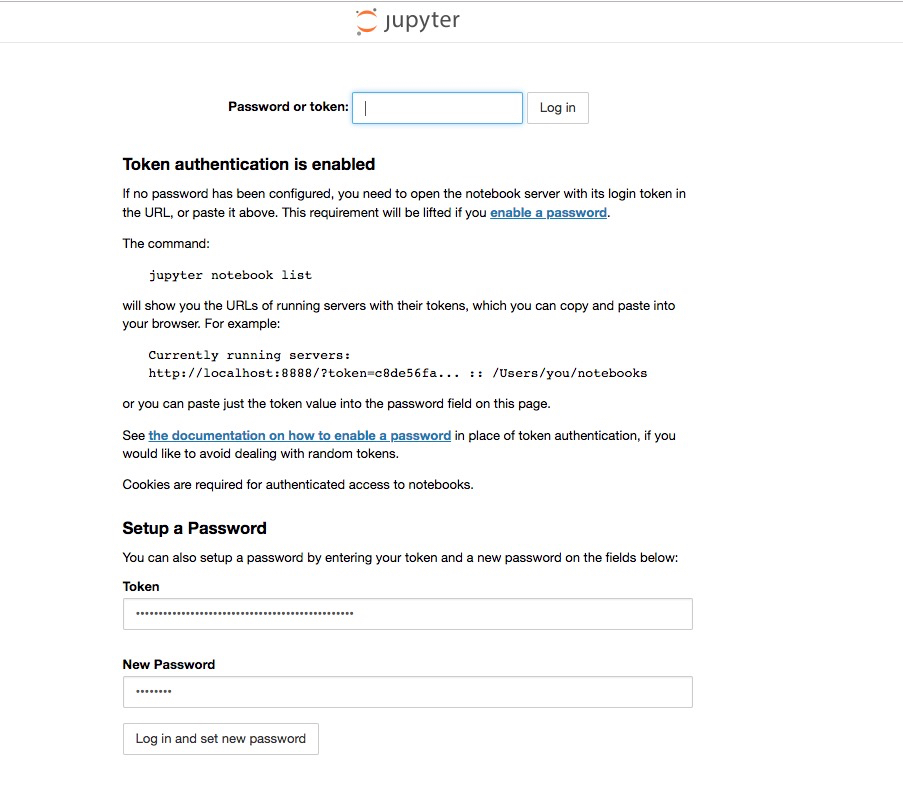 jupyter
Password or token: Log in
Token authentication is enabled
If no password has been configured, you need to open the notebook server with its login token in
the URL, or paste it above. This requirement will be lifted if you enable a password.
The command:
jupyter notebook list
will show you the URLs of running servers with their tokens, which you can copy and paste into
your browser. For example:
Currently running servers:
http://localhost:8888/?token=c8de56fa... :: /Users/you/notebooks
or you can paste just the token value into the password field on this page.
See the documentation on how to enable a password in place of token authentication, if you
would like to avoid dealing with random tokens.
Cookies are required for authenticated access to notebooks.
Setup a Password
You can also setup a password by entering your token and a new password on the fields below:
Token
New Password
Log in and set new password